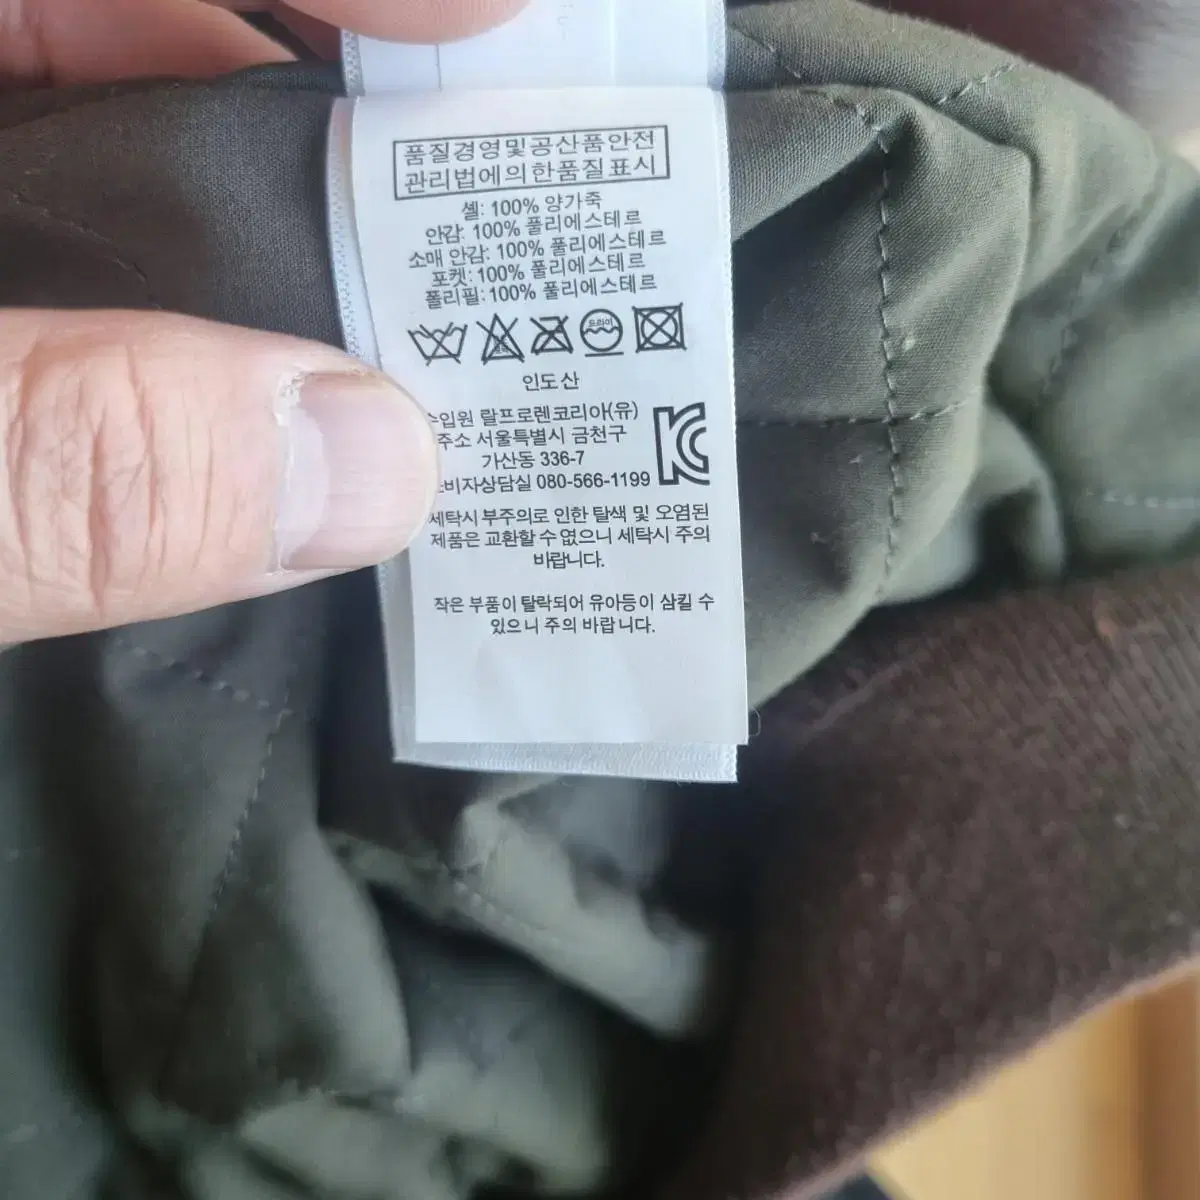 품질경영및공산품안전
관리법에의한품질표시
셸: 100% 양가죽
안감: 100% 풀리에스테르
소매 안감: 100% 풀리에스테르
포켓: 100% 풀리에스테르
폴리필: 100% 풀리에스테르
드라이
인도산
수입원 랄프로렌코리아(유)
주소 서울특별시 금천구
가산동 336-7
비자상담실 080-566-1199
세탁시 부주의로 인한 탈색 및 오염된
제품은 교환할 수 없으니 세탁시 주의
바랍니다.
작은 부품이 탈락되어 유아등이 삼킬 수
있으니 주의 바랍니다.